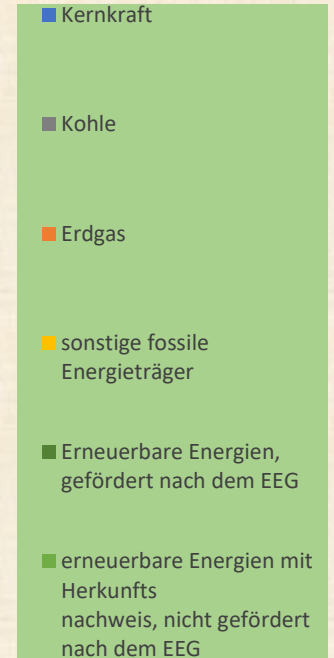 Kernkraft
Kohle
Erdgas
sonstige fossile
Energieträger
Erneuerbare Energien,
gefördert nach dem EEG
erneuerbare Energien mit
Herkunfts
nachweis, nicht gefördert
nach dem EEG